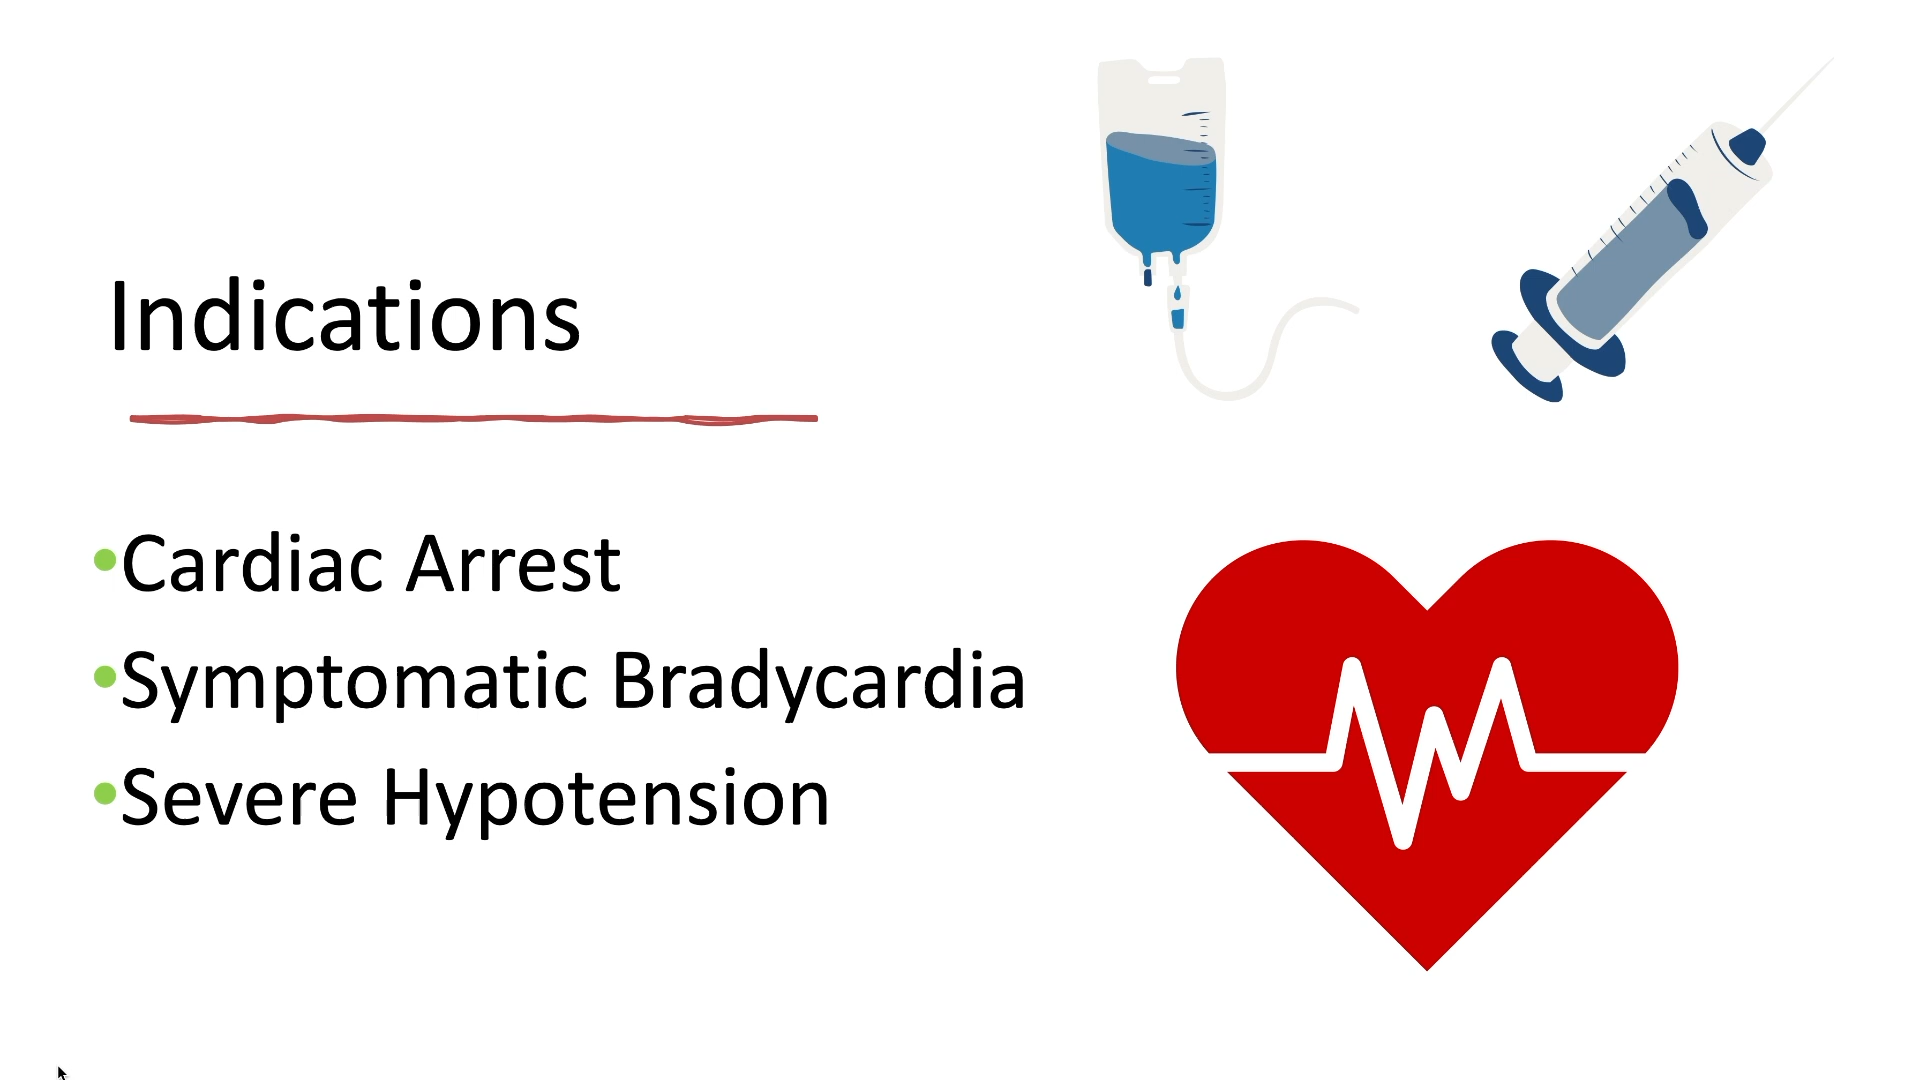 Indications
•Cardiac Arrest
•Symptomatic Bradycardia
•Severe Hypotension